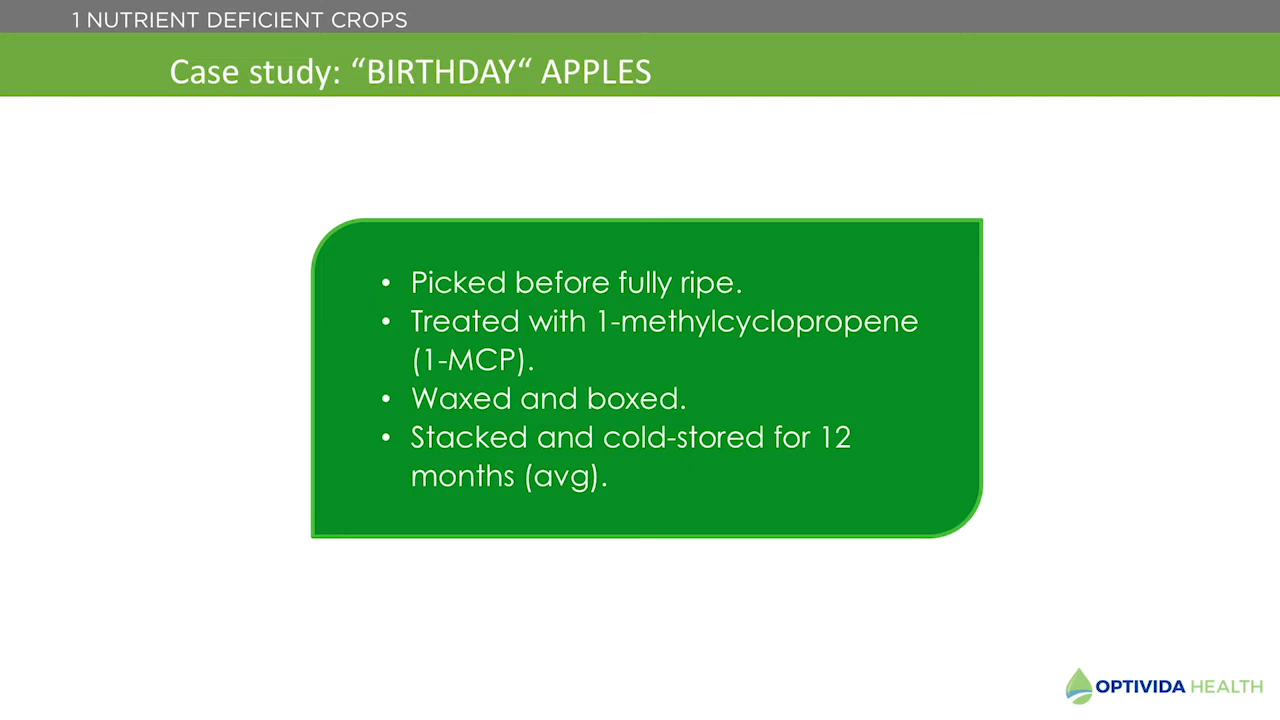 1 NUTRIENT DEFICIENT CROPS
Case study: “BIRTHDAY“ APPLES
• Picked before fully ripe.
• Treated with 1-methylcyclopropene
(1-MCP).
• Waxed and boxed.
• Stacked and cold-stored for 12
months (avg).
OPTIVIDA HEALTH